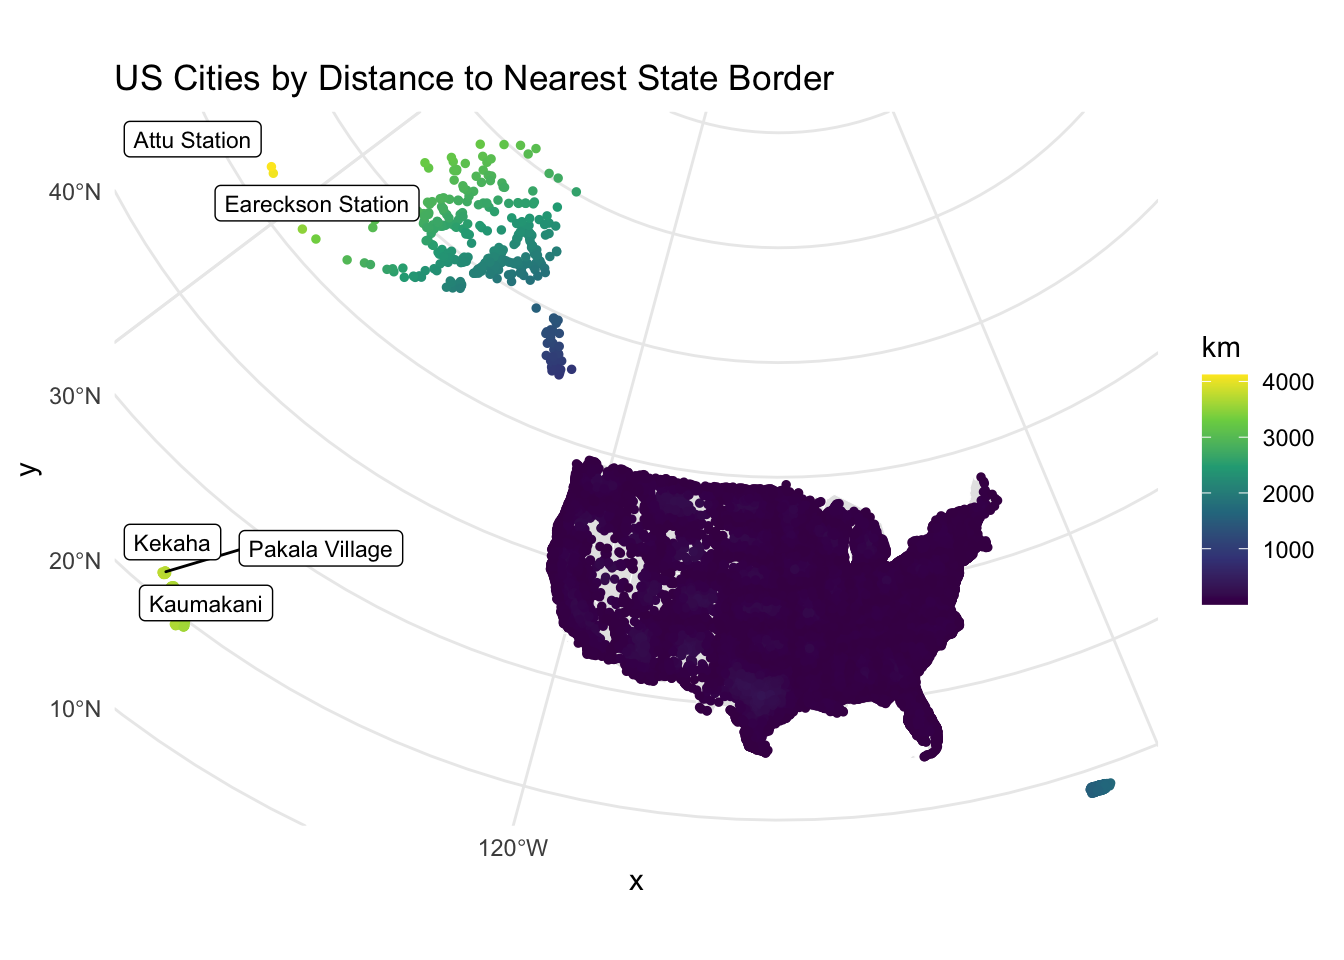 US Cities by Distance to Nearest State Border
Attu Station
40°N
Eareckson Station
km
4000
30°N
3000
2000
y
1000
Kekaha
Pakala Village
20°N
Kaumakani
10°N
120°W
x